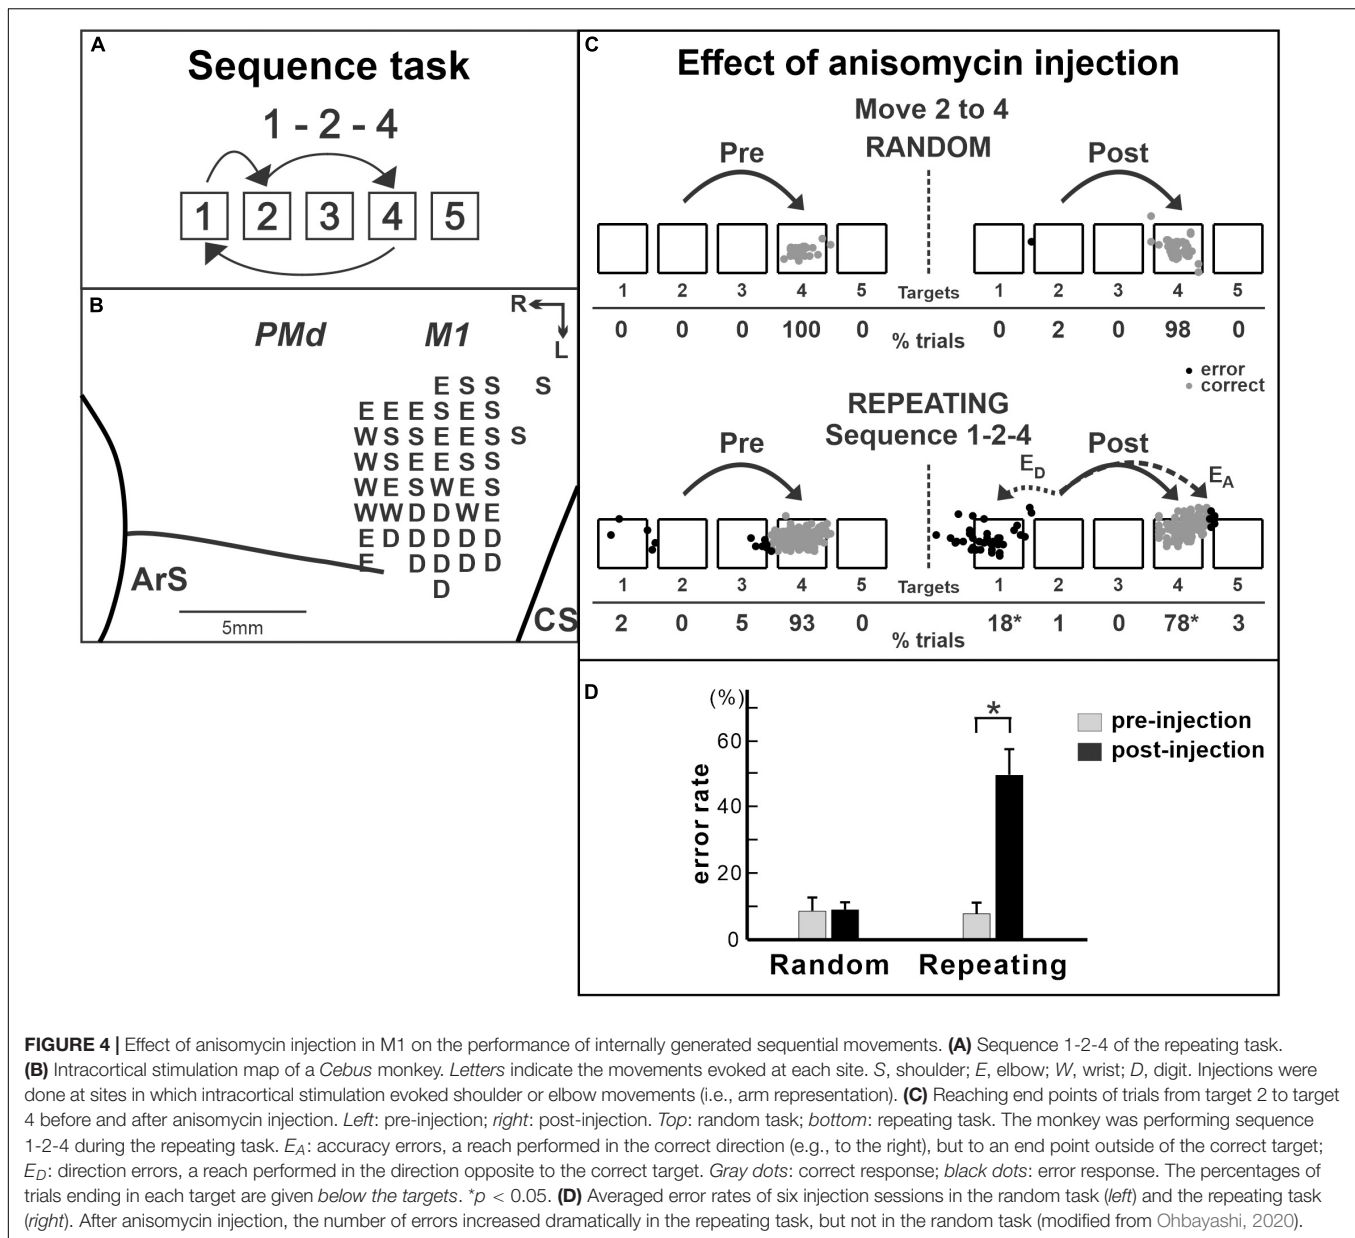 A
Sequence task
1 - 2 - 4
1 2 3 4 5
B
R
L
PMd M1
E S S S
E E E S E S
W S S E E S S
W S E E S S
W E S W E S
W W D D W E
E D D D D D
E D D D D
D
ArS
CS
5mm
C
Effect of anisomycin injection
Move 2 to 4
RANDOM
Pre Post
1 2 3 4 5 Targets 1 2 3 4 5
0 0 0 100 0 % trials 0 2 0 98 0
error
correct
REPEATING
Sequence 1-2-4
Pre Post
ED EA
1 2 3 4 5 Targets 1 2 3 4 5
2 0 5 93 0 % trials 18* 1 0 78* 3
D
(%)
60
40
20
0
error rate
*
pre-injection
post-injection
Random Repeating
FIGURE 4 | Effect of anisomycin injection in M1 on the performance of internally generated sequential movements. (A) Sequence 1-2-4 of the repeating task.
(B) Intracortical stimulation map of a Cebus monkey. Letters indicate the movements evoked at each site. S, shoulder; E, elbow; W, wrist; D, digit. Injections were
done at sites in which intracortical stimulation evoked shoulder or elbow movements (i.e., arm representation). (C) Reaching end points of trials from target 2 to target
4 before and after anisomycin injection. Left: pre-injection; right: post-injection. Top: random task; bottom: repeating task. The monkey was performing sequence
1-2-4 during the repeating task. EA: accuracy errors, a reach performed in the correct direction (e.g., to the right), but to an end point outside of the correct target;
ED: direction errors, a reach performed in the direction opposite to the correct target. Gray dots: correct response; black dots: error response. The percentages of
trials ending in each target are given below the targets. *p < 0.05. (D) Averaged error rates of six injection sessions in the random task (left) and the repeating task
(right). After anisomycin injection, the number of errors increased dramatically in the repeating task, but not in the random task (modified from Ohbayashi, 2020).